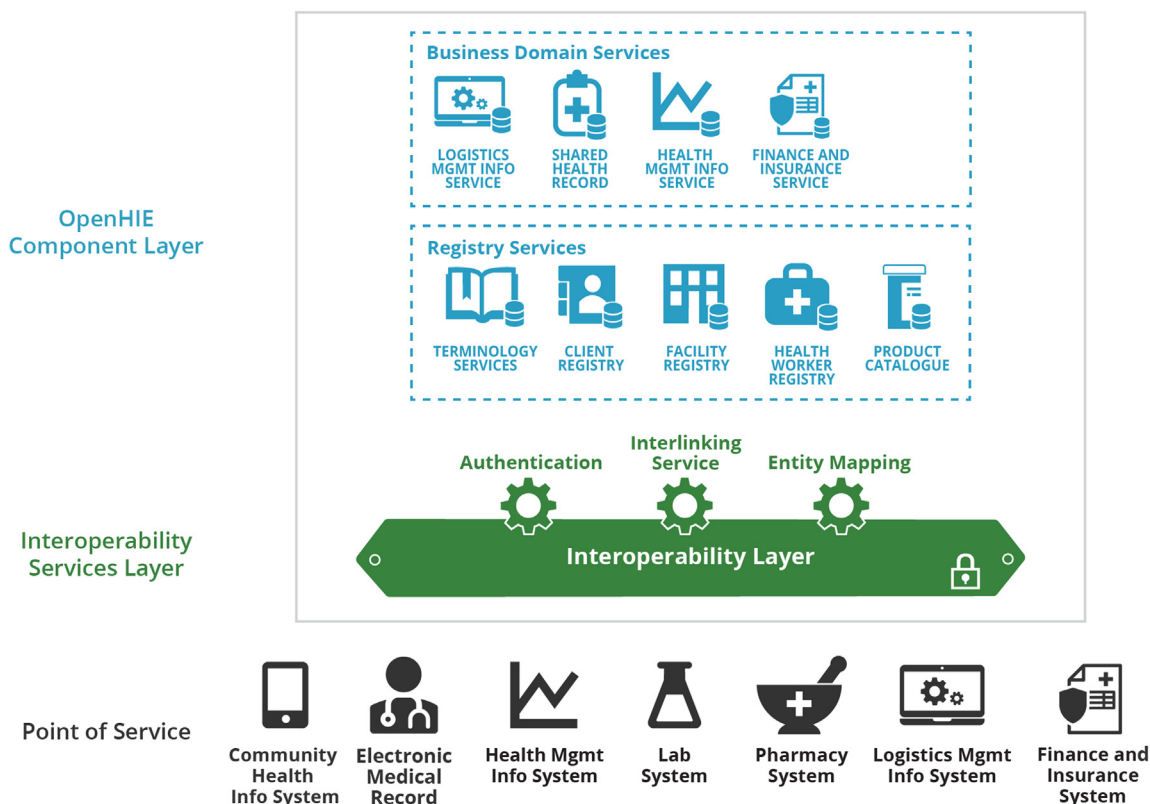 Business Domain Services
LOGISTICS
MGMT INFO
SERVICE
SHARED
HEALTH
RECORD
HEALTH
MGMT INFO
SERVICE
FINANCE AND
INSURANCE
SERVICE
OpenHIE
Component Layer
Registry Services
TERMINOLOGY
SERVICES
CLIENT
REGISTRY
FACILITY
REGISTRY
HEALTH
WORKER
REGISTRY
PRODUCT
CATALOGUE
Authentication
Interlinking
Service
Entity Mapping
Interoperability
Services Layer
Interoperability Layer
Point of Service
Community
Health
Info System
Electronic
Medical
Record
Health Mgmt
Info System
Lab
System
Pharmacy
System
Logistics Mgmt
Info System
Finance and
Insurance
System